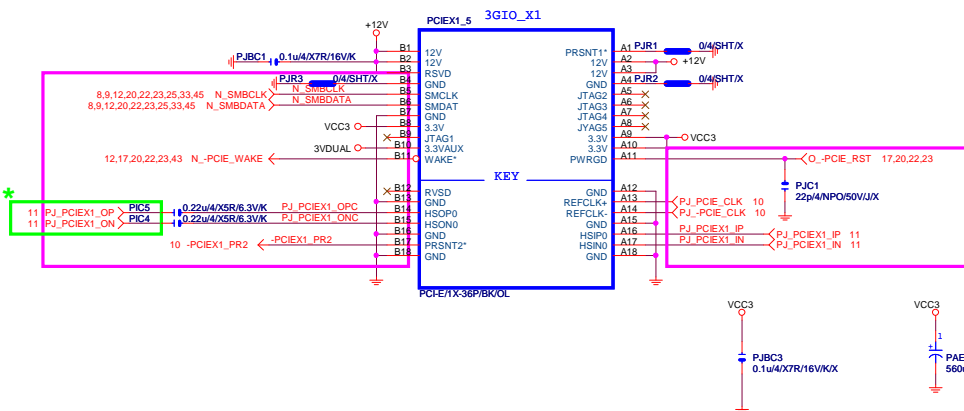 3GIO_X1
PCIEX1_5
+12V
PJBC1 0.1u/4/X7R/16V/K
B1 12V
B2 12V
B3 RSVD
PJR3 0/4/SHT/X B4 GND
8,9,12,20,22,23,25,33,45 N_SMBCLK N_SMBCLK B5 SMCLK
8,9,12,20,22,23,25,33,45 N_SMBDATA N_SMBDATA B6 SMDAT
B7 GND
VCC3 B8 3.3V
B9 JTAG1
3VDUAL B10 3.3VAUX
12,17,20,22,23,43 N_-PCIE_WAKE B11 WAKE*
KEY
B12 RVSD
B13 GND
* 11 PJ_PCIEX1_OP PIC5 0.22u/4/X5R/6.3V/K PJ_PCIEX1_OPC B14 HSOP0
11 PJ_PCIEX1_ON PIC4 0.22u/4/X5R/6.3V/K PJ_PCIEX1_ONC B15 HSON0
B16 GND
10 -PCIEX1_PR2 -PCIEX1_PR2 B17 PRSNT2*
B18 GND
PRSNT1* A1 PJR1 0/4/SHT/X
12V A2 +12V
12V A3
GND A4 PJR2 0/4/SHT/X
JTAG2 A5
JTAG3 A6
JTAG4 A7
JYAG5 A8
3.3V A9 VCC3
3.3V A10
PWRGD A11 O_-PCIE_RST 17,20,22,23
PJC1
22p/4/NPO/50V/J/X
GND A12
REFCLK+ A13 PJ_PCIE_CLK 10
REFCLK- A14 PJ_-PCIE_CLK 10
GND A15
HSIP0 A16 PJ_PCIEX1_IP PJ_PCIEX1_IP 11
HSIN0 A17 PJ_PCIEX1_IN PJ_PCIEX1_IN 11
GND A18
PCI-E/1X-36P/BK/OL
VCC3
PJBC3
0.1u/4/X7R/16V/K/X
VCC3
1
+
PAE
560u